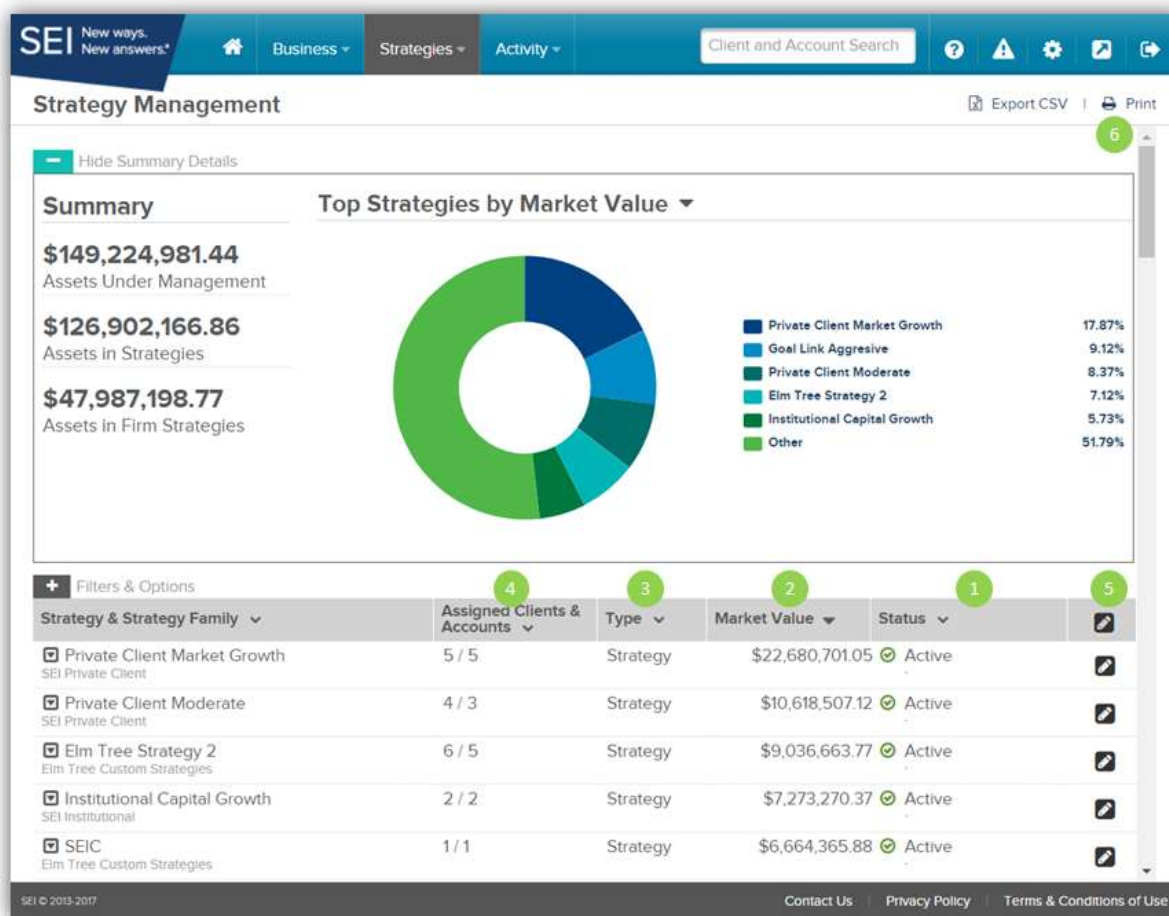 SEI New ways.
New answers.®
Business
Strategies
Activity
Client and Account Search
Strategy Management
Export CSV | Print
6
Hide Summary Details
Summary
Top Strategies by Market Value
$149,224,981.44
Assets Under Management
$126,902,166.86
Assets in Strategies
$47,987,198.77
Assets in Firm Strategies
Private Client Market Growth 17.87%
Goal Link Aggresive 9.12%
Private Client Moderate 8.37%
Elm Tree Strategy 2 7.12%
Institutional Capital Growth 5.73%
Other 51.79%
Filters & Options
4 3 2 1 5
Strategy & Strategy Family
Assigned Clients &
Accounts
Type
Market Value
Status
Private Client Market Growth 5 / 5 Strategy $22,680,701.05 Active
SEI Private Client -
Private Client Moderate 4 / 3 Strategy $10,618,507.12 Active
SEI Private Client -
Elm Tree Strategy 2 6 / 5 Strategy $9,036,663.77 Active
Elm Tree Custom Strategies -
Institutional Capital Growth 2 / 2 Strategy $7,273,270.37 Active
SEI Institutional -
SEIC 1 / 1 Strategy $6,664,365.88 Active
Elm Tree Custom Strategies -
SEI © 2013-2017
Contact Us | Privacy Policy | Terms & Conditions of Use